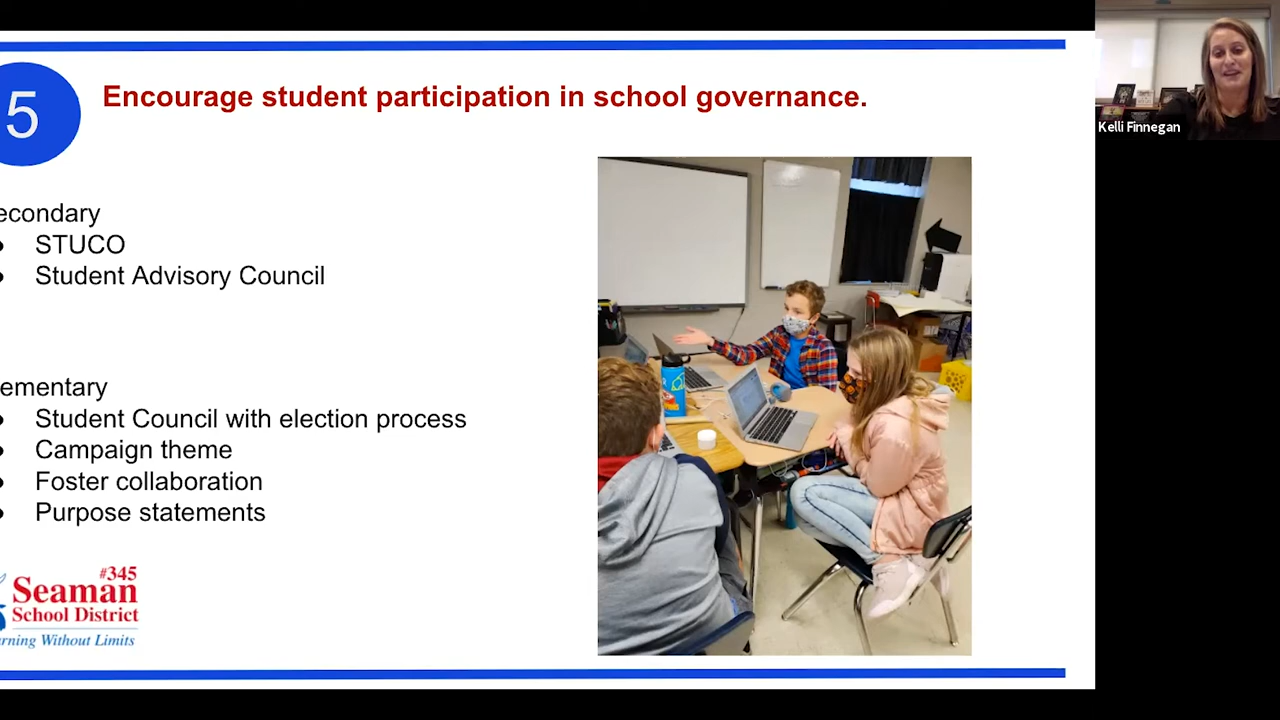 5
Encourage student participation in school governance.
Kelli Finnegan
econdary
STUCO
Student Advisory Council
ementary
Student Council with election process
Campaign theme
Foster collaboration
Purpose statements
#345
Seaman
School District
rning Without Limits